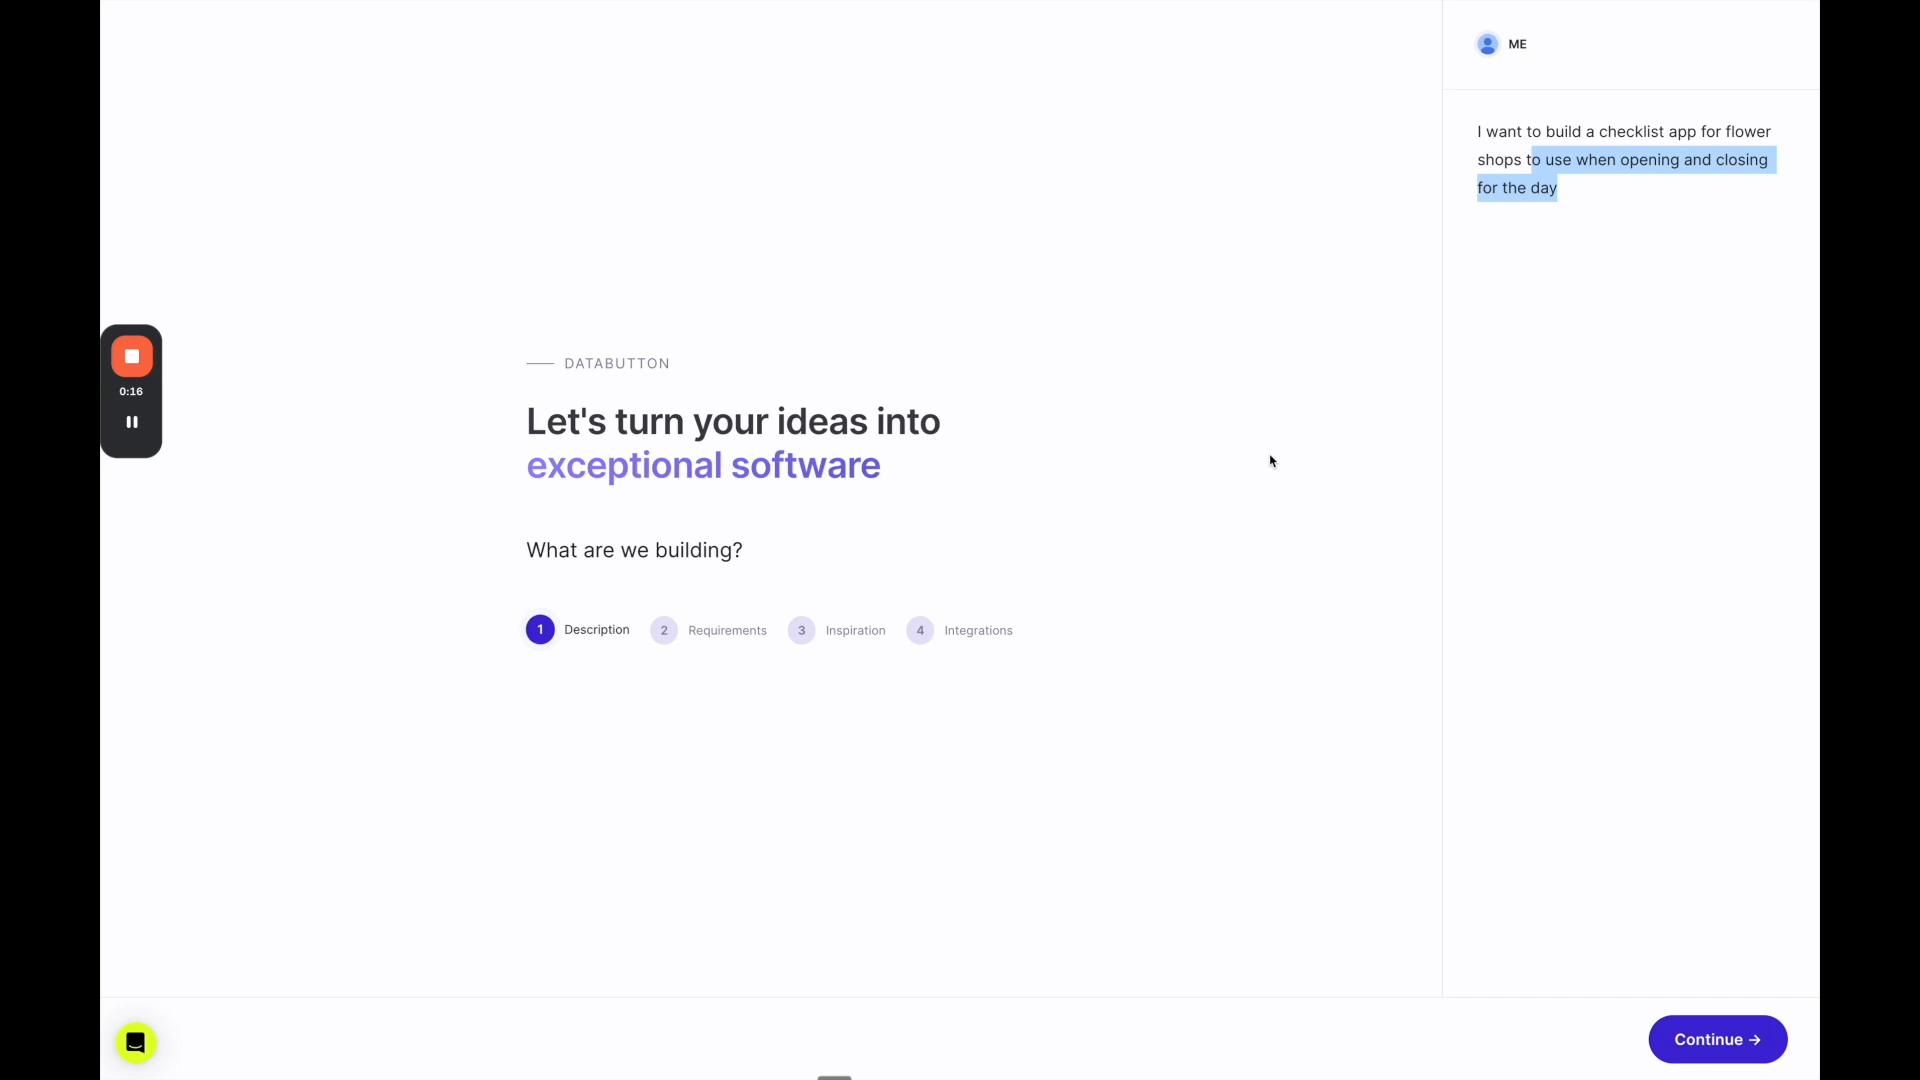 ME
I want to build a checklist app for flower
shops to use when opening and closing
for the day
0:16
DATABUTTON
Let's turn your ideas into
exceptional software
What are we building?
1 Description 2 Requirements 3 Inspiration 4 Integrations
Continue →